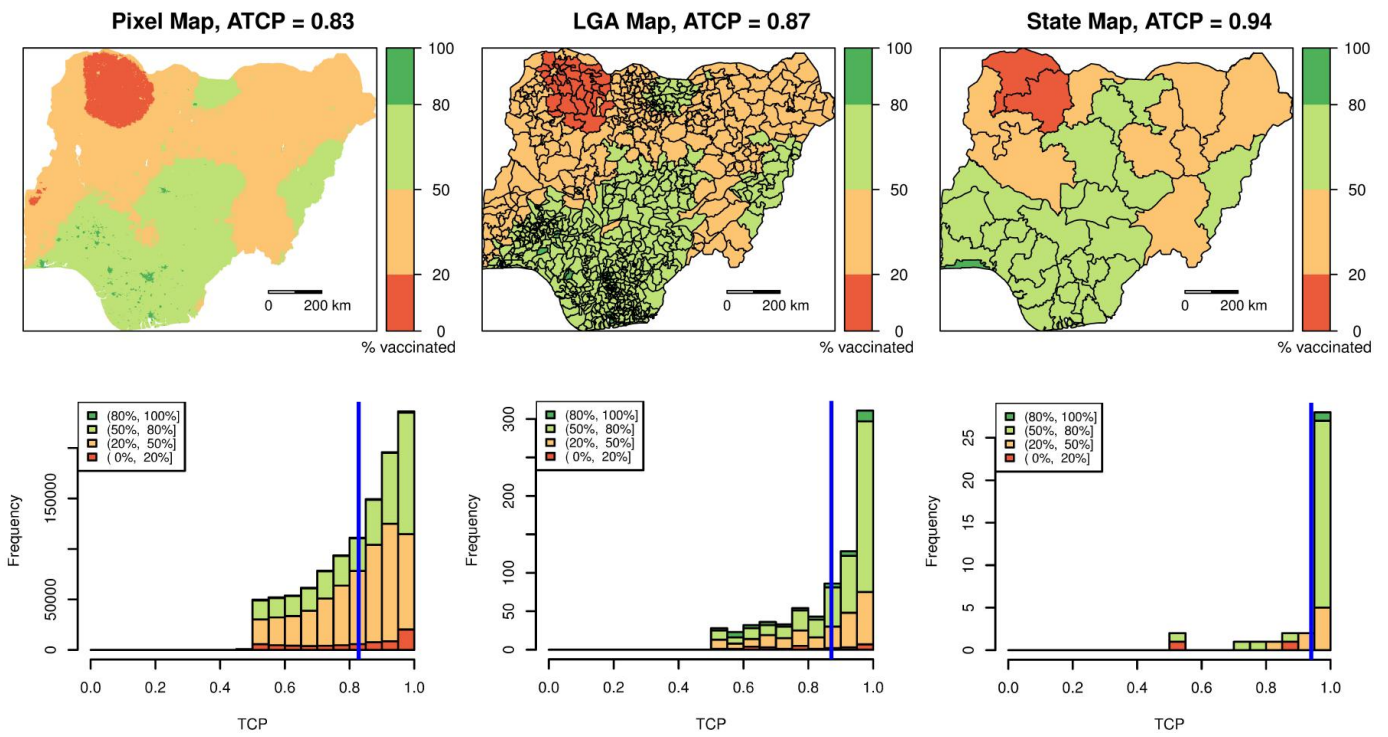 Pixel Map, ATCP = 0.83
100
80
50
20
0
0 200 km
% vaccinated
LGA Map, ATCP = 0.87
100
80
50
20
0
0 200 km
% vaccinated
State Map, ATCP = 0.94
100
80
50
20
0
0 200 km
% vaccinated
(80%, 100%]
(50%, 80%]
(20%, 50%]
( 0%, 20%]
Frequency
150000
50000
0
0.0 0.2 0.4 0.6 0.8 1.0
TCP
(80%, 100%]
(50%, 80%]
(20%, 50%]
( 0%, 20%]
Frequency
300
200
100
50
0
0.0 0.2 0.4 0.6 0.8 1.0
TCP
(80%, 100%]
(50%, 80%]
(20%, 50%]
( 0%, 20%]
Frequency
25
20
15
10
5
0
0.0 0.2 0.4 0.6 0.8 1.0
TCP